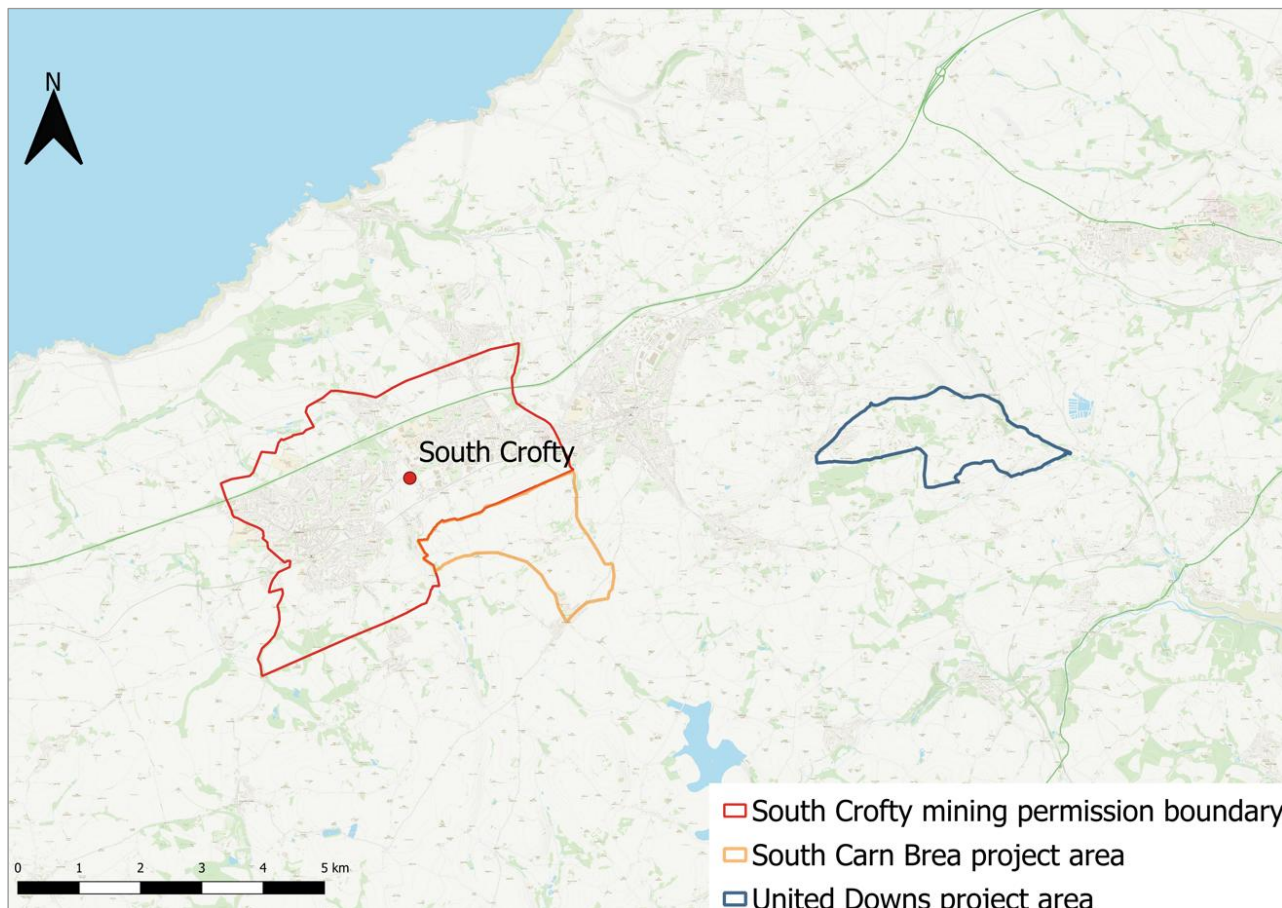 N
South Crofty
0 1 2 3 4 5 km
South Crofty mining permission boundary
South Carn Brea project area
United Downs project area